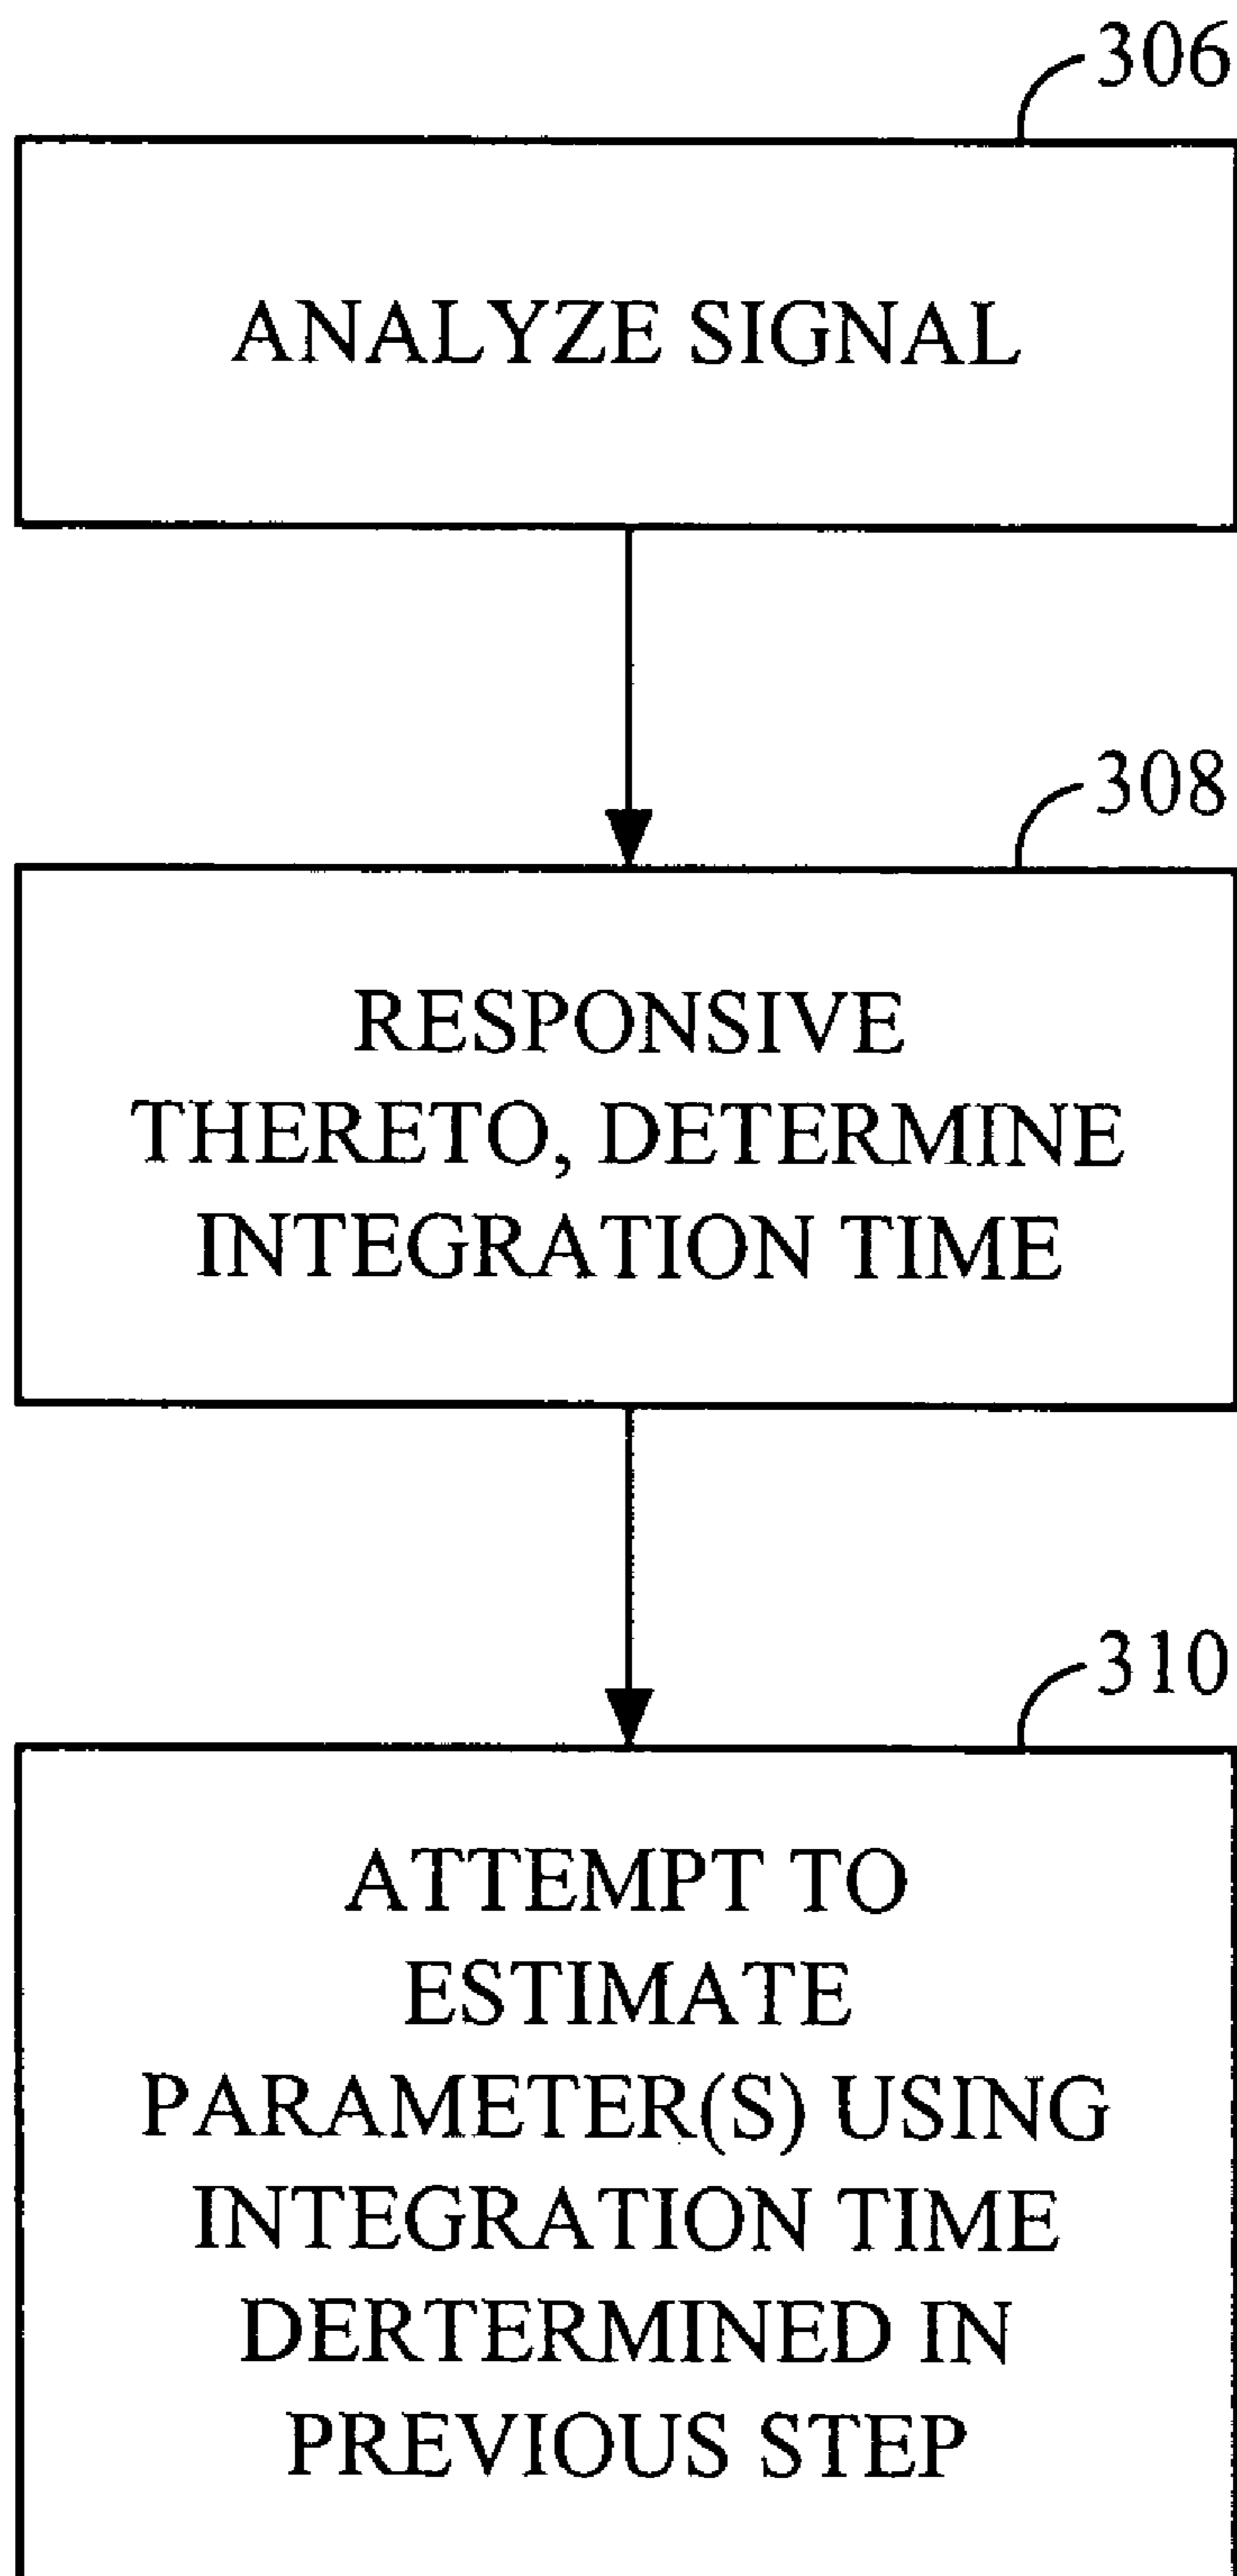 306
ANALYZE SIGNAL
308
RESPONSIVE
THERETO, DETERMINE
INTEGRATION TIME
310
ATTEMPT TO
ESTIMATE
PARAMETER(S) USING
INTEGRATION TIME
DERTERMINED IN
PREVIOUS STEP